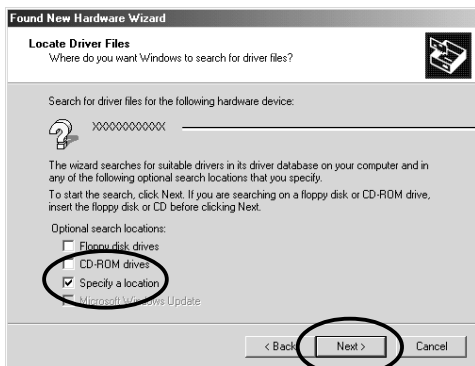 Found New Hardware Wizard
Locate Driver Files
Where do you want Windows to search for driver files?
Search for driver files for the following hardware device:
XXXXXXXXXXX
The wizard searches for suitable drivers in its driver database on your computer and in
any of the following optional search locations that you specify.
To start the search, click Next. If you are searching on a floppy disk or CD-ROM drive,
insert the floppy disk or CD before clicking Next.
Optional search locations:
Floppy disk drives
CD-ROM drives
Specify a location
Microsoft Windows Update
< Back
Next >
Cancel